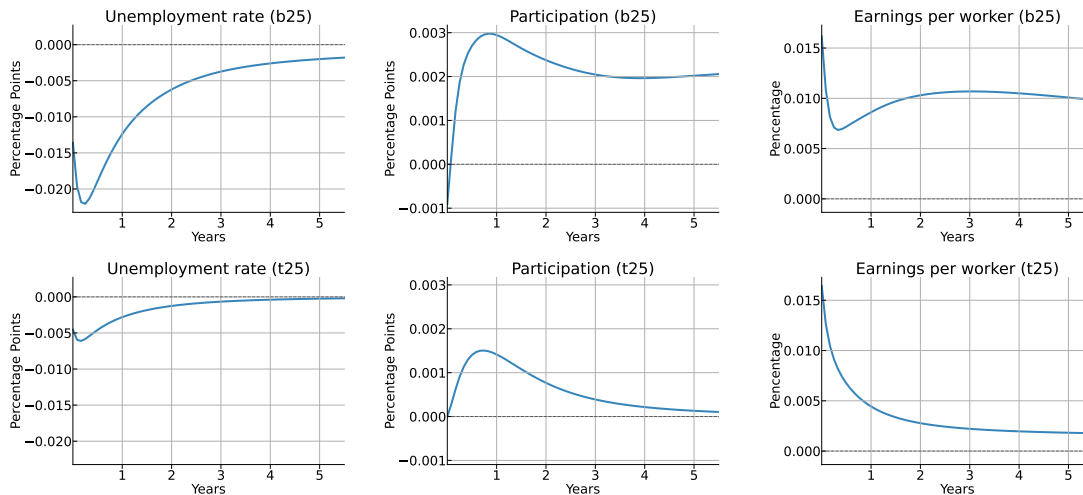 Unemployment rate (b25)
Percentage Points
0.000
−0.005
−0.010
−0.015
−0.020
1 2 3 4 5
Years
Participation (b25)
Percentage Points
0.003
0.002
0.001
0.000
−0.001
1 2 3 4 5
Years
Earnings per worker (b25)
Pencentage
0.015
0.010
0.005
0.000
1 2 3 4 5
Years
Unemployment rate (t25)
Percentage Points
0.000
−0.005
−0.010
−0.015
−0.020
1 2 3 4 5
Years
Participation (t25)
Percentage Points
0.003
0.002
0.001
0.000
−0.001
1 2 3 4 5
Years
Earnings per worker (t25)
Percentage
0.015
0.010
0.005
0.000
1 2 3 4 5
Years